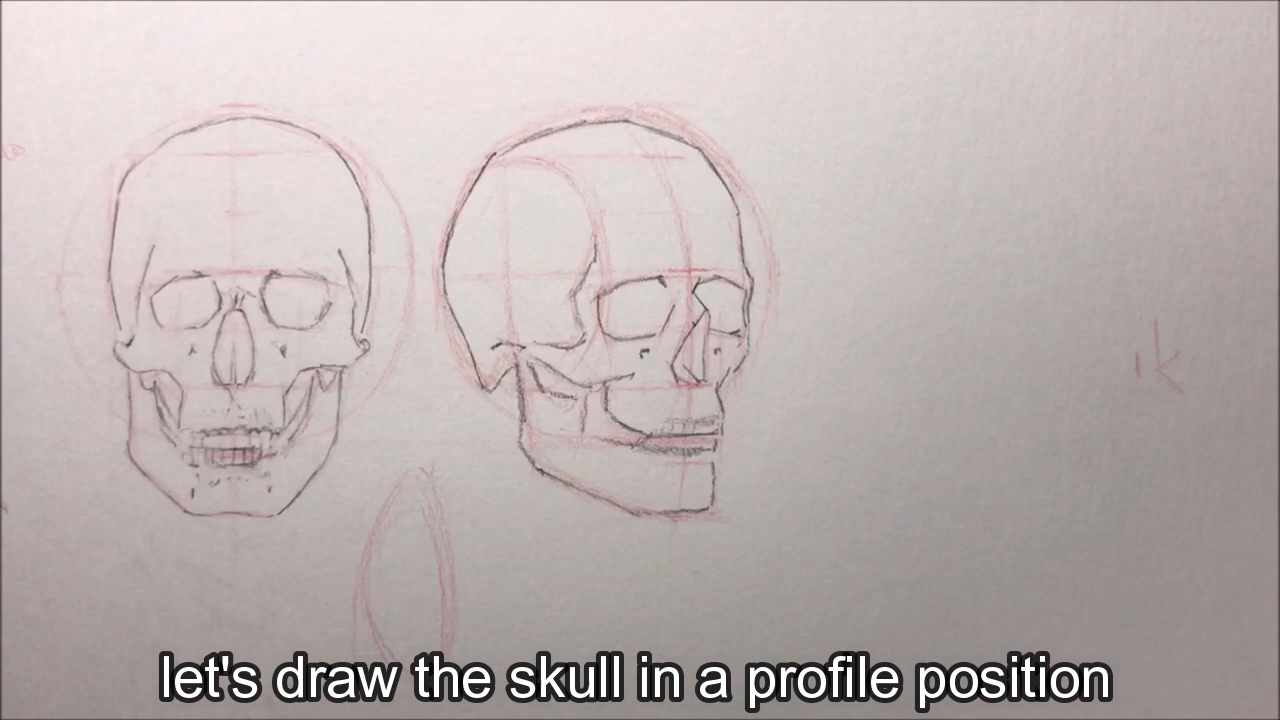 let's draw the skull in a profile position